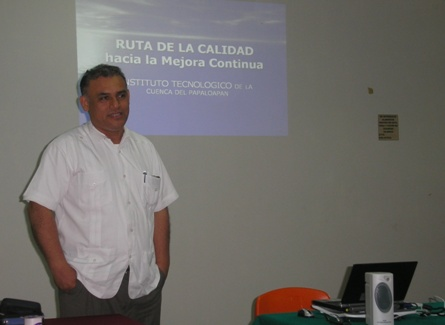 RUTA DE LA CALIDAD
hacia la Mejora Continua
INSTITUTO TECNOLOGICO DE LA
CUENCA DEL PAPALOAPAN